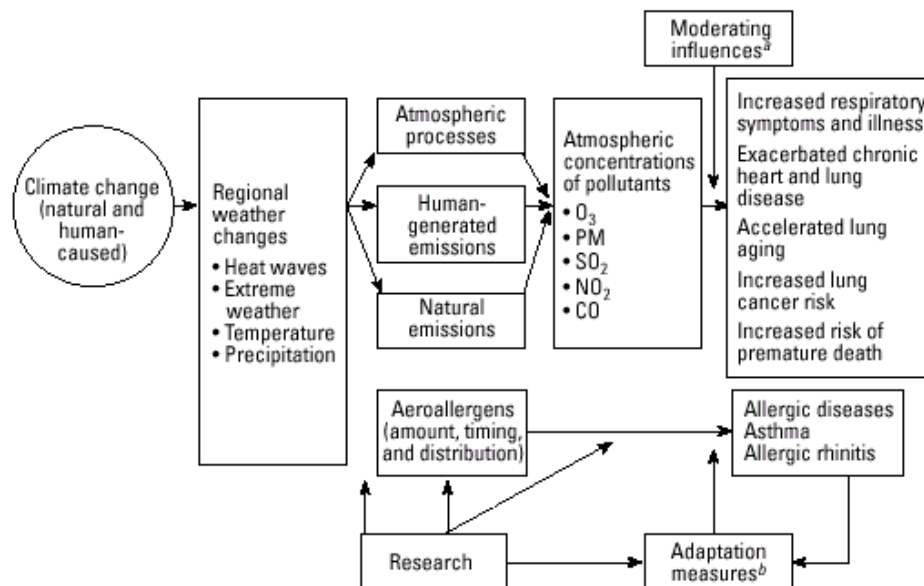 Moderating
influencesᵃ
Climate change
(natural and
human-
caused)
Regional
weather
changes
• Heat waves
• Extreme
weather
• Temperature
• Precipitation
Atmospheric
processes
Human-
generated
emissions
Natural
emissions
Atmospheric
concentrations
of pollutants
• O₃
• PM
• SO₂
• NO₂
• CO
Increased respiratory
symptoms and illness
Exacerbated chronic
heart and lung
disease
Accelerated lung
aging
Increased lung
cancer risk
Increased risk of
premature death
Aeroallergens
(amount, timing,
and distribution)
Allergic diseases
Asthma
Allergic rhinitis
Research
Adaptation
measuresᵇ